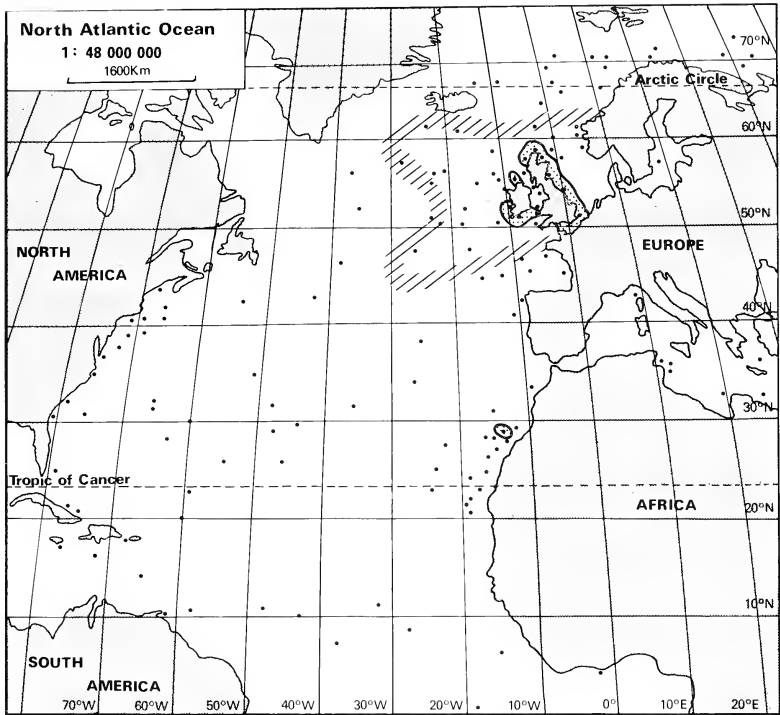 North Atlantic Ocean
1: 48 000 000
1600Km
70°N
Arctic Circle
60°N
50°N
NORTH
AMERICA
EUROPE
40°N
30°N
Tropic of Cancer
AFRICA
20°N
10°N
SOUTH
AMERICA
70°W 60°W 50°W 40°W 30°W 20°W 10°W 0° 10°E 20°E